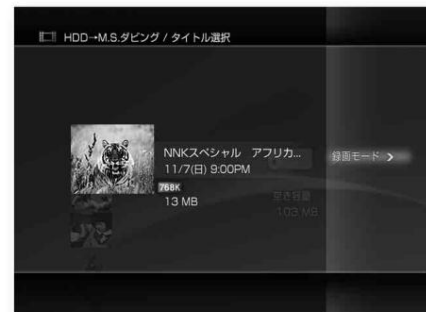 HDD→M.S.ダビング / タイトル選択
NNKスペシャル アフリカ...
11/7(日) 9:00PM
768K
13 MB
録画モード >
空き容量
103 MB